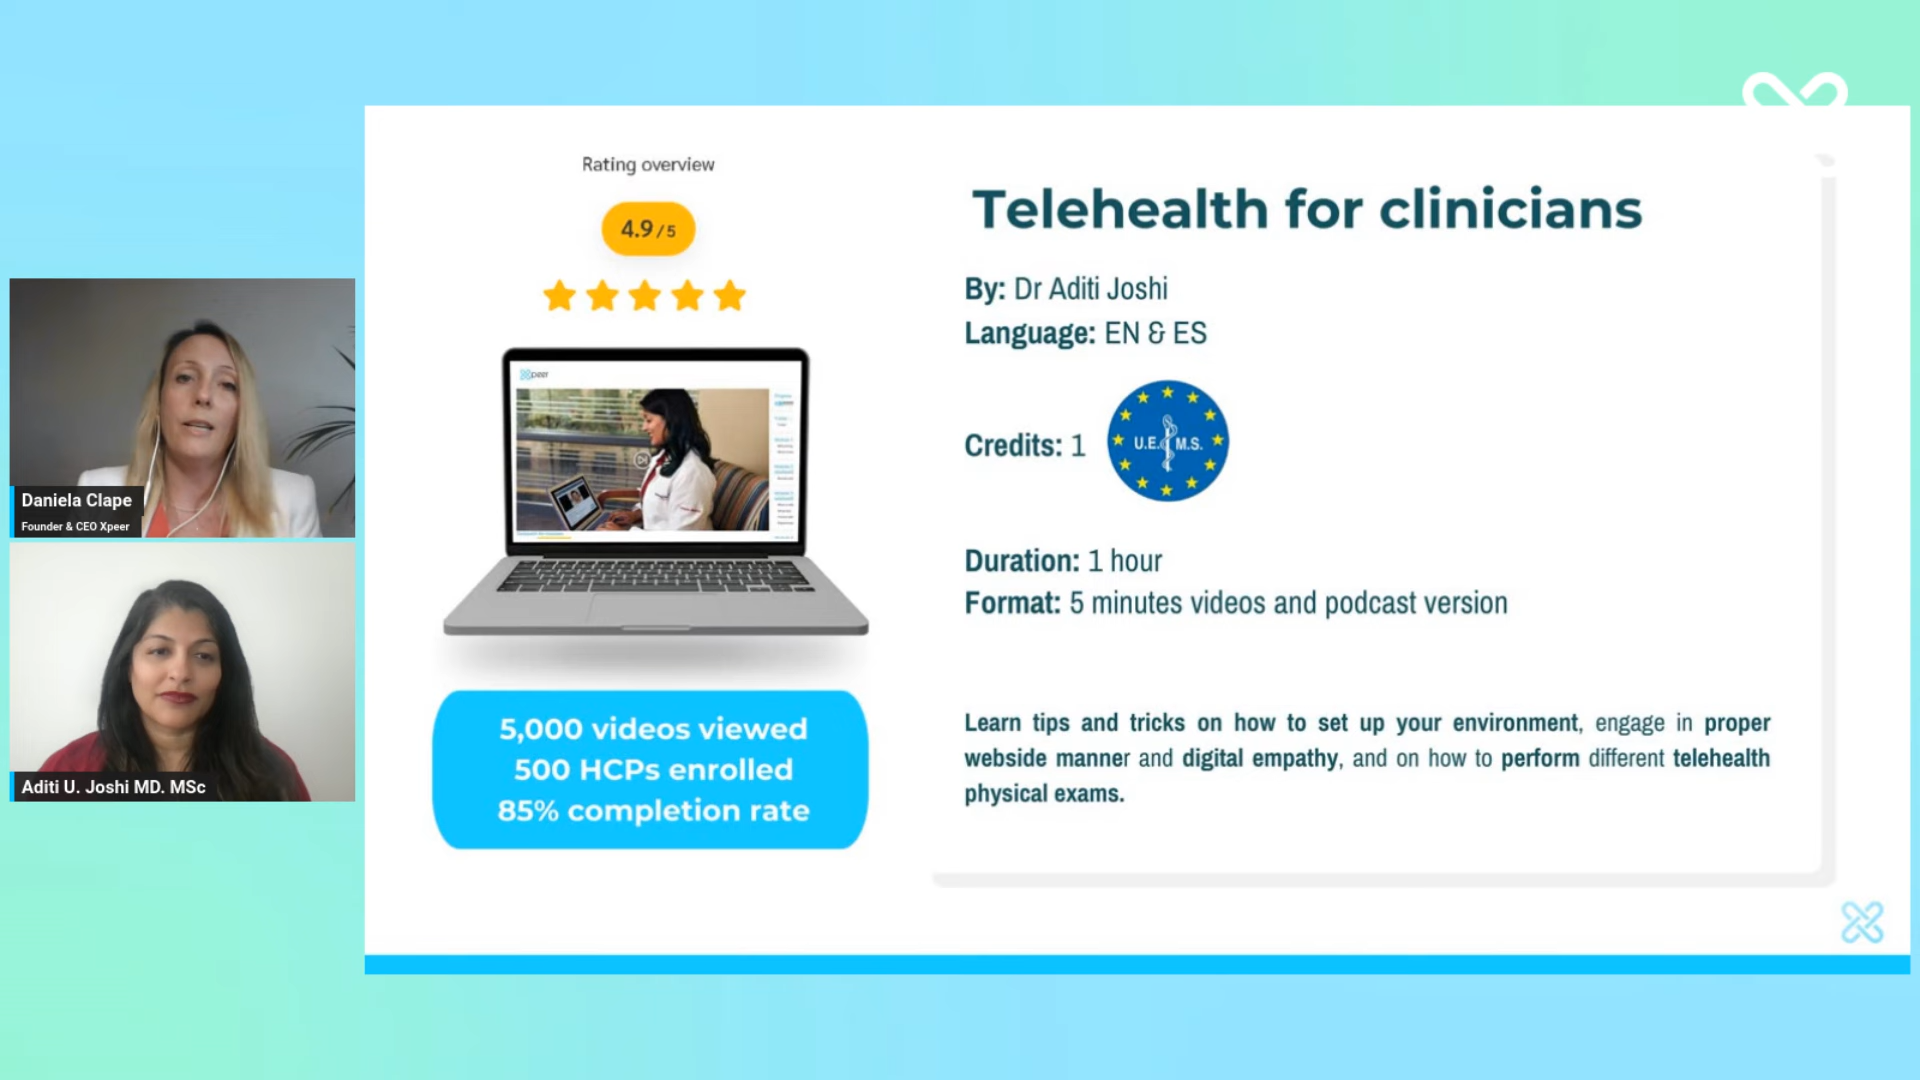 Rating overview
4.9/5
peer
5,000 videos viewed
500 HCPs enrolled
85% completion rate
Telehealth for clinicians
By: Dr Aditi Joshi
Language: EN & ES
Credits: 1
U.E.M.S.
Duration: 1 hour
Format: 5 minutes videos and podcast version
Learn tips and tricks on how to set up your environment, engage in proper
webside manner and digital empathy, and on how to perform different telehealth
physical exams.
Daniela Clape
Founder & CEO Xpeer
Aditi U. Joshi MD. MSc